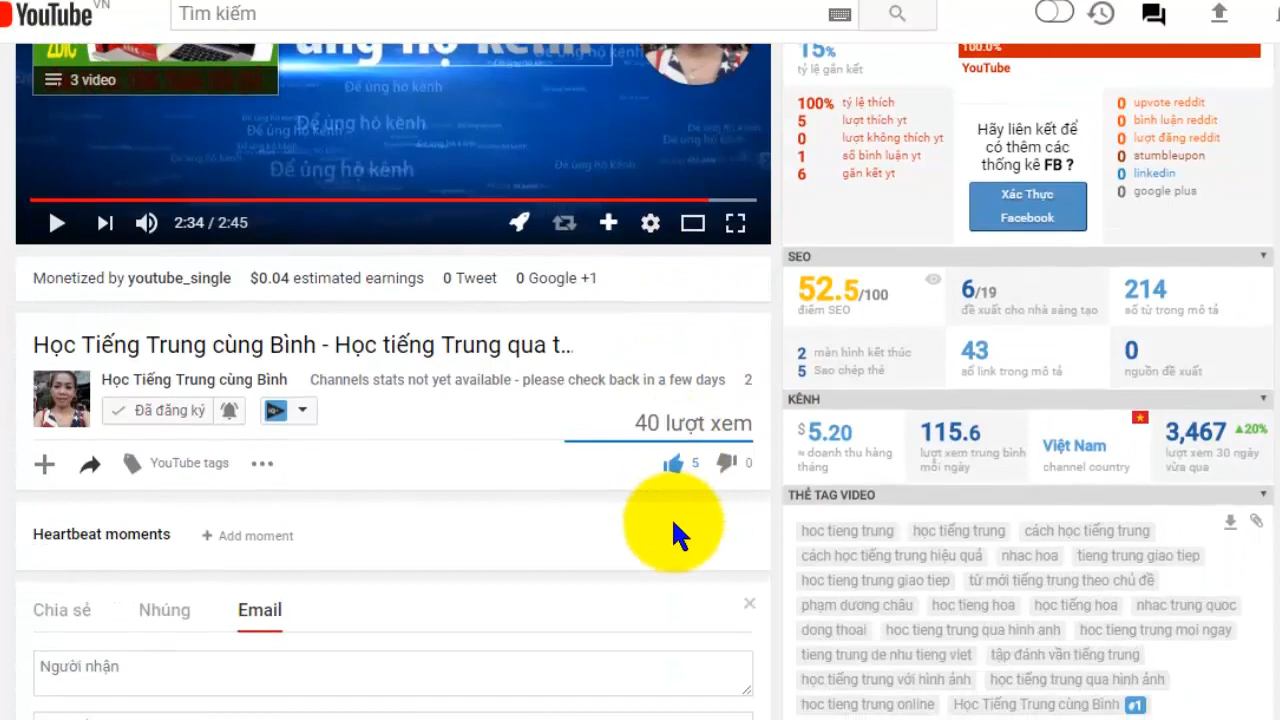 YouTube VN
Tìm kiếm
ZDIC
ủng hộ kênh
3 video
Để ủng hộ kênh
Để ủng hộ kênh
Để ủng hộ kênh
Để ủng hộ kênh
2:34 / 2:45
Monetized by youtube_single $0.04 estimated earnings 0 Tweet 0 Google +1
Học Tiếng Trung cùng Bình - Học tiếng Trung qua t...
Học Tiếng Trung cùng Bình Channels stats not yet available - please check back in a few days 2
Đã đăng ký
40 lượt xem
YouTube tags
5 0
Heartbeat moments
Add moment
Chia sẻ Nhúng Email
Người nhận
15%
tỷ lệ gắn kết
100.0%
YouTube
100% tỷ lệ thích
5 lượt thích yt
0 lượt không thích yt
1 số bình luận yt
6 gắn kết yt
Hãy liên kết để
có thêm các
thống kê FB ?
Xác Thực
Facebook
0 upvote reddit
0 bình luận reddit
0 lượt đăng reddit
0 stumbleupon
0 linkedin
0 google plus
SEO
52.5/100
điểm SEO
6/19
đề xuất cho nhà sáng tạo
214
số từ trong mô tả
2 màn hình kết thúc
5 Sao chép thẻ
43
số link trong mô tả
0
nguồn đề xuất
KÊNH
$5.20
≈ doanh thu hàng
tháng
115.6
lượt xem trung bình
mỗi ngày
Việt Nam
channel country
3,467 ▲20%
lượt xem 30 ngày
vừa qua
THẺ TAG VIDEO
hoc tieng trung học tiếng trung cách học tiếng trung
cách học tiếng trung hiệu quả nhac hoa tieng trung giao tiep
hoc tieng trung giao tiep từ mới tiếng trung theo chủ đề
phạm dương châu hoc tieng hoa học tiếng hoa nhac trung quoc
dong thoai hoc tieng trung qua hinh anh hoc tieng trung moi ngay
tieng trung de nhu tieng viet tập đánh vần tiếng trung
học tiếng trung với hình ảnh học tiếng trung qua hình ảnh
hoc tieng trung online Học Tiếng Trung cùng Bình #1